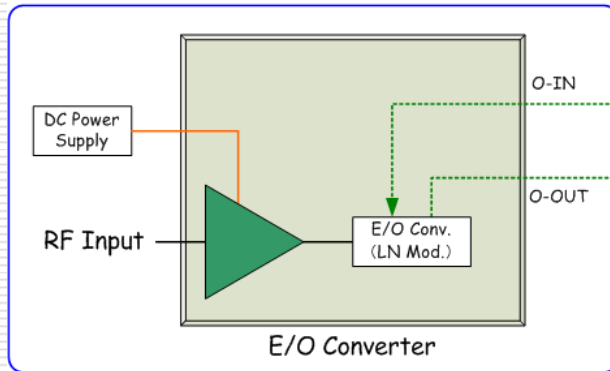 O-IN
DC Power
Supply
O-OUT
RF Input
E/O Conv.
(LN Mod.)
E/O Converter